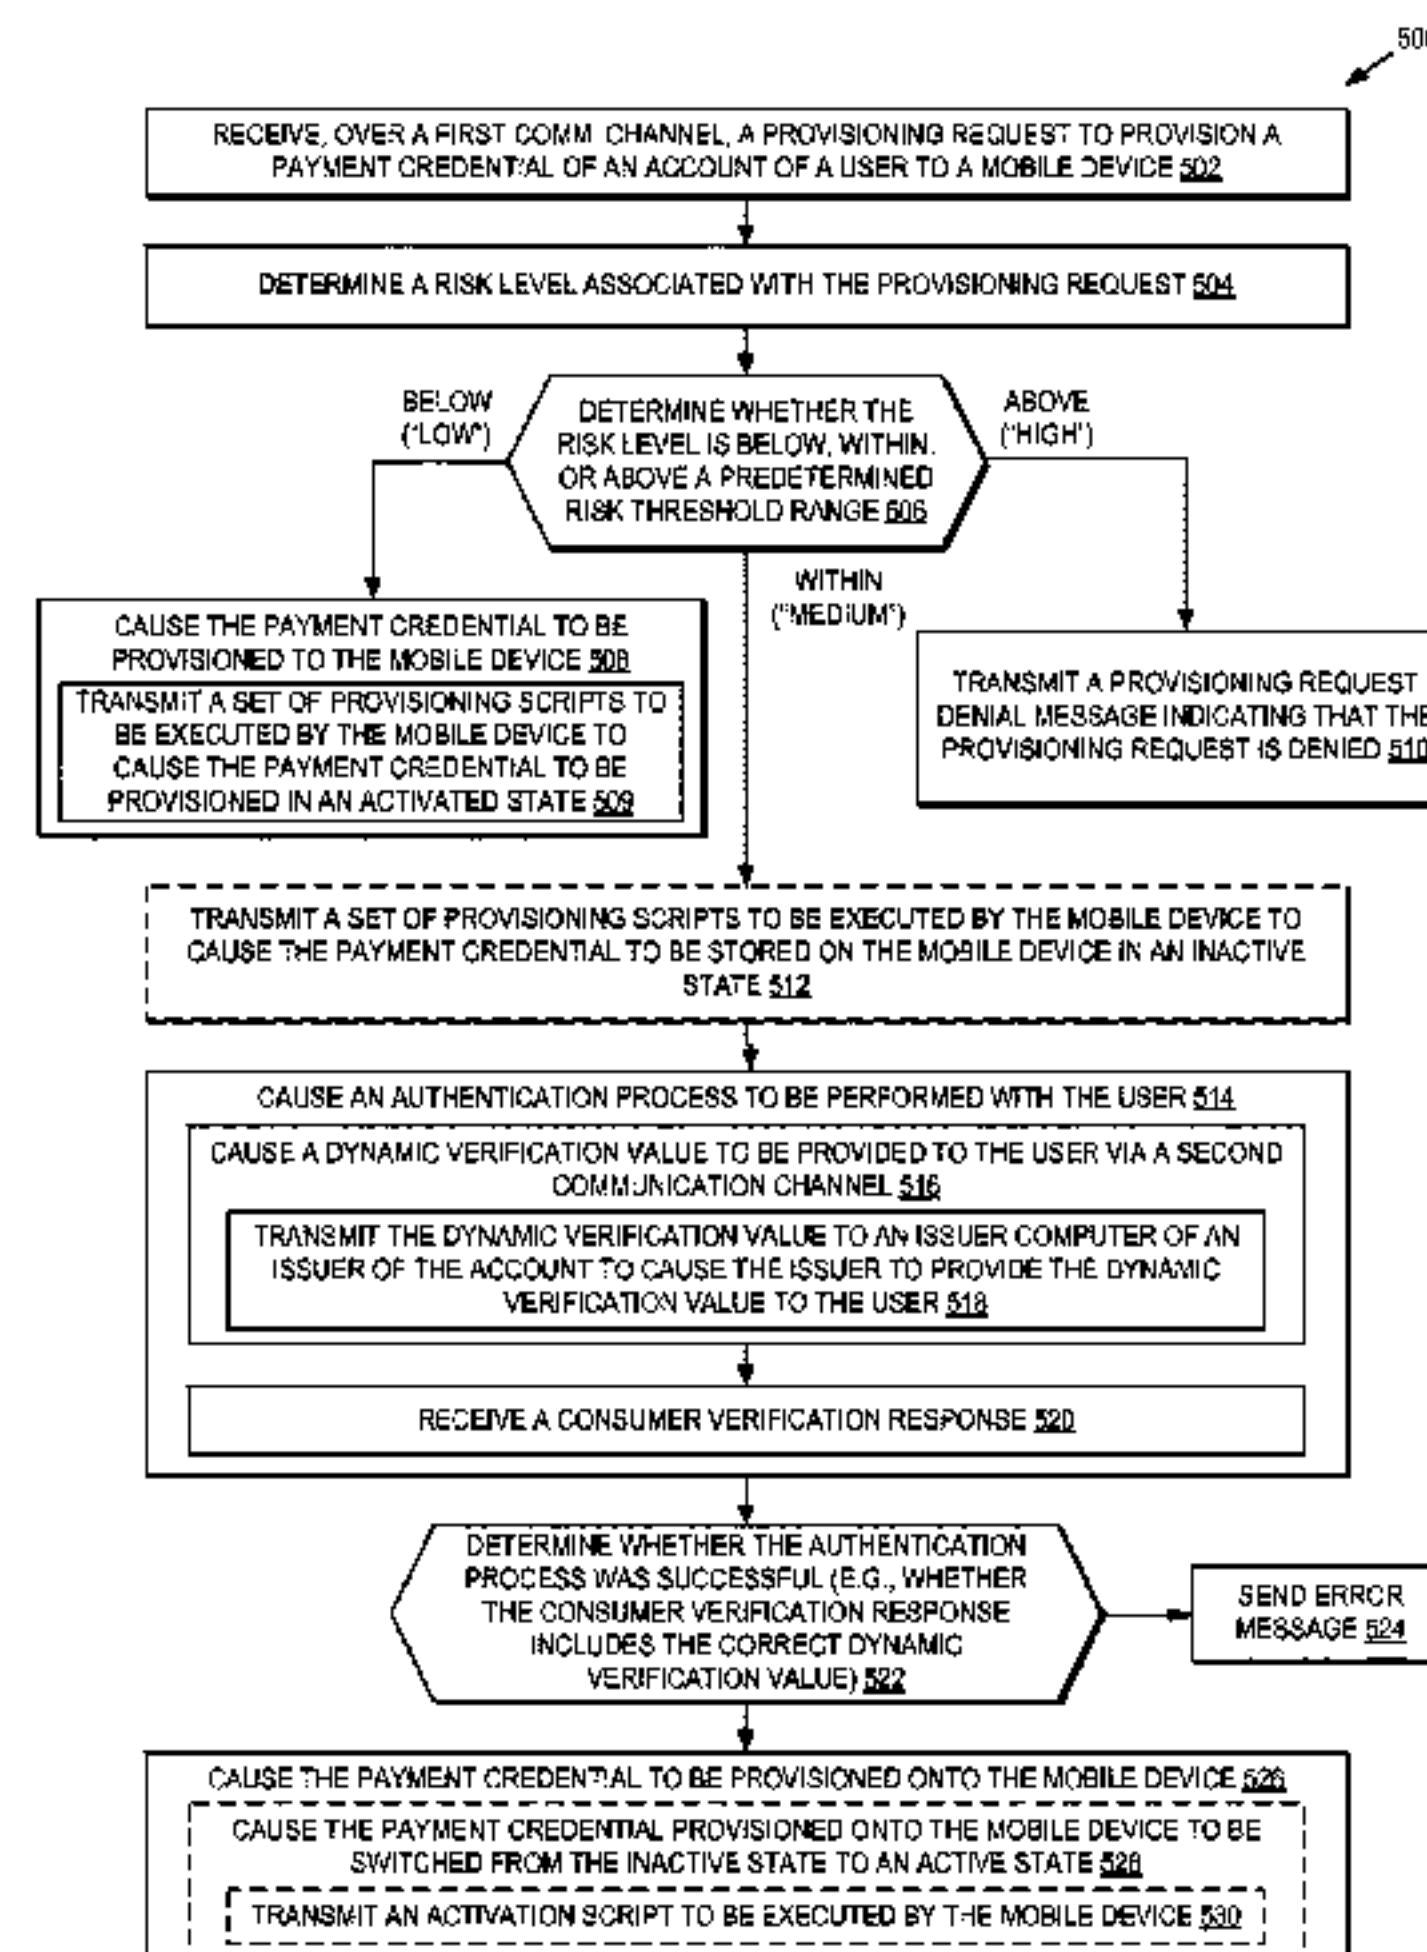 500
RECEIVE, OVER A FIRST COMM. CHANNEL, A PROVISIONING REQUEST TO PROVISION A
PAYMENT CREDENTIAL OF AN ACCOUNT OF A USER TO A MOBILE DEVICE 502
DETERMINE A RISK LEVEL ASSOCIATED WITH THE PROVISIONING REQUEST 504
BELOW
("LOW")
DETERMINE WHETHER THE
RISK LEVEL IS BELOW, WITHIN,
OR ABOVE A PREDETERMINED
RISK THRESHOLD RANGE 506
ABOVE
("HIGH")
WITHIN
("MEDIUM")
CAUSE THE PAYMENT CREDENTIAL TO BE
PROVISIONED TO THE MOBILE DEVICE 508
TRANSMIT A SET OF PROVISIONING SCRIPTS TO
BE EXECUTED BY THE MOBILE DEVICE TO
CAUSE THE PAYMENT CREDENTIAL TO BE
PROVISIONED IN AN ACTIVATED STATE 509
TRANSMIT A PROVISIONING REQUEST
DENIAL MESSAGE INDICATING THAT THE
PROVISIONING REQUEST IS DENIED 510
TRANSMIT A SET OF PROVISIONING SCRIPTS TO BE EXECUTED BY THE MOBILE DEVICE TO
CAUSE THE PAYMENT CREDENTIAL TO BE STORED ON THE MOBILE DEVICE IN AN INACTIVE
STATE 512
CAUSE AN AUTHENTICATION PROCESS TO BE PERFORMED WITH THE USER 514
CAUSE A DYNAMIC VERIFICATION VALUE TO BE PROVIDED TO THE USER VIA A SECOND
COMMUNICATION CHANNEL 516
TRANSMIT THE DYNAMIC VERIFICATION VALUE TO AN ISSUER COMPUTER OF AN
ISSUER OF THE ACCOUNT TO CAUSE THE ISSUER TO PROVIDE THE DYNAMIC
VERIFICATION VALUE TO THE USER 518
RECEIVE A CONSUMER VERIFICATION RESPONSE 520
DETERMINE WHETHER THE AUTHENTICATION
PROCESS WAS SUCCESSFUL (E.G., WHETHER
THE CONSUMER VERIFICATION RESPONSE
INCLUDES THE CORRECT DYNAMIC
VERIFICATION VALUE) 522
SEND ERROR
MESSAGE 524
CAUSE THE PAYMENT CREDENTIAL TO BE PROVISIONED ONTO THE MOBILE DEVICE 526
CAUSE THE PAYMENT CREDENTIAL PROVISIONED ONTO THE MOBILE DEVICE TO BE
SWITCHED FROM THE INACTIVE STATE TO AN ACTIVE STATE 528
TRANSMIT AN ACTIVATION SCRIPT TO BE EXECUTED BY THE MOBILE DEVICE 530